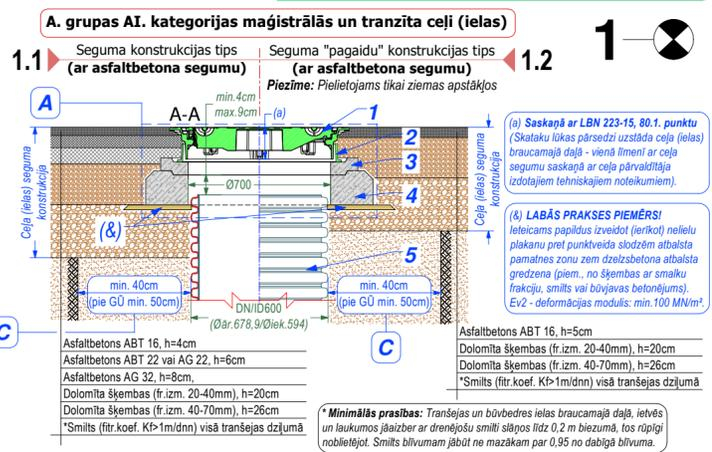 A. grupas AI. kategorijas maģistrālās un tranzīta ceļi (ielas)
1.1
Seguma konstrukcijas tips
(ar asfaltbetona segumu)
Seguma "pagaidu" konstrukcijas tips
(ar asfaltbetona segumu)
1.2
Piezīme: Pielietojams tikai ziemas apstākļos
1
A
A-A
min.4cm
max.9cm
(a)
1
2
3
4
5
Ø700
(&)
Ceļa (ielas) seguma
konstrukcija
Ceļa (ielas) seguma
konstrukcija
min. 40cm
(pie GŪ min. 50cm)
min. 40cm
(pie GŪ min. 50cm)
DN/ID600
(Øār.678,9/Øiek.594)
C
C
(a) Saskaņā ar LBN 223-15, 80.1. punktu
(Skataku lūkas pārsedzi uzstāda ceļa (ielas)
braucamajā daļā - vienā līmenī ar ceļa
segumu saskaņā ar ceļa pārvaldītāja
izdotajiem tehniskajiem noteikumiem).
(&) LABĀS PRAKSES PIEMĒRS!
Ieteicams papildus izveidot (ierīkot) nelielu
plakanu pret punktveida slodzēm atbalsta
pamatnes zonu zem dzelzsbetona atbalsta
gredzena (piem., no šķembas ar smalku
frakciju, smilts vai būvjavas betonējums).
Ev2 - deformācijas modulis: min.100 MN/m².
Asfaltbetons ABT 16, h=4cm
Asfaltbetons ABT 22 vai AG 22, h=6cm
Asfaltbetons AG 32, h=8cm,
Dolomīta šķembas (fr.izm. 20-40mm), h=20cm
Dolomīta šķembas (fr.izm. 40-70mm), h=26cm
*Smilts (fitr.koef. Kf>1m/dnn) visā tranšejas dziļumā
Asfaltbetons ABT 16, h=5cm
Dolomīta šķembas (fr.izm. 20-40mm), h=20cm
Dolomīta šķembas (fr.izm. 40-70mm), h=26cm
*Smilts (fitr.koef. Kf>1m/dnn) visā tranšejas dziļumā
* Minimālās prasības: Tranšejas un būvbedres ielas braucamajā daļā, ietvēs
un laukumos jāaizber ar drenējošu smilti slāņos līdz 0,2 m biezumā, tos rūpīgi
noblietējot. Smilts blīvumam jābūt ne mazākam par 0,95 no dabīgā blīvuma.